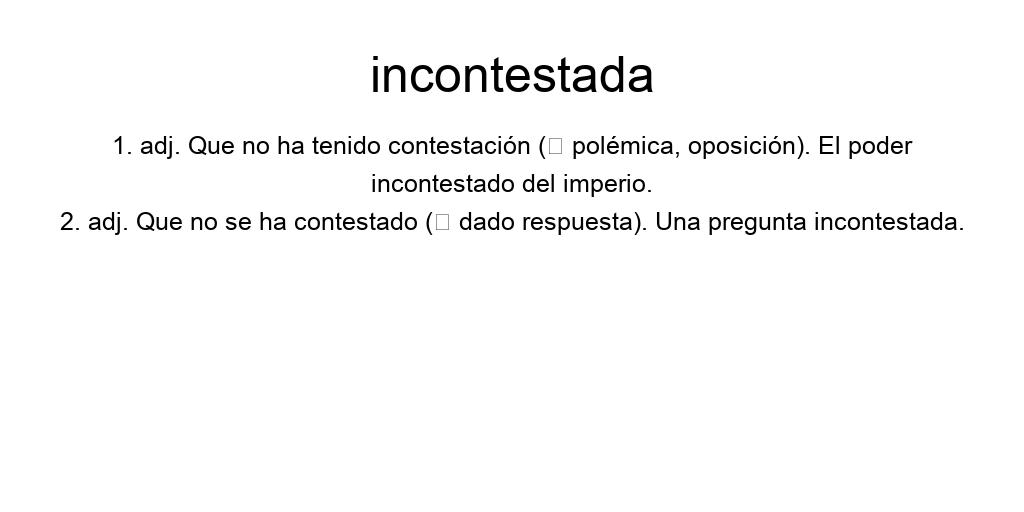 incontestada
1. adj. Que no ha tenido contestación (□ polémica, oposición). El poder
incontestado del imperio.
2. adj. Que no se ha contestado (□ dado respuesta). Una pregunta incontestada.